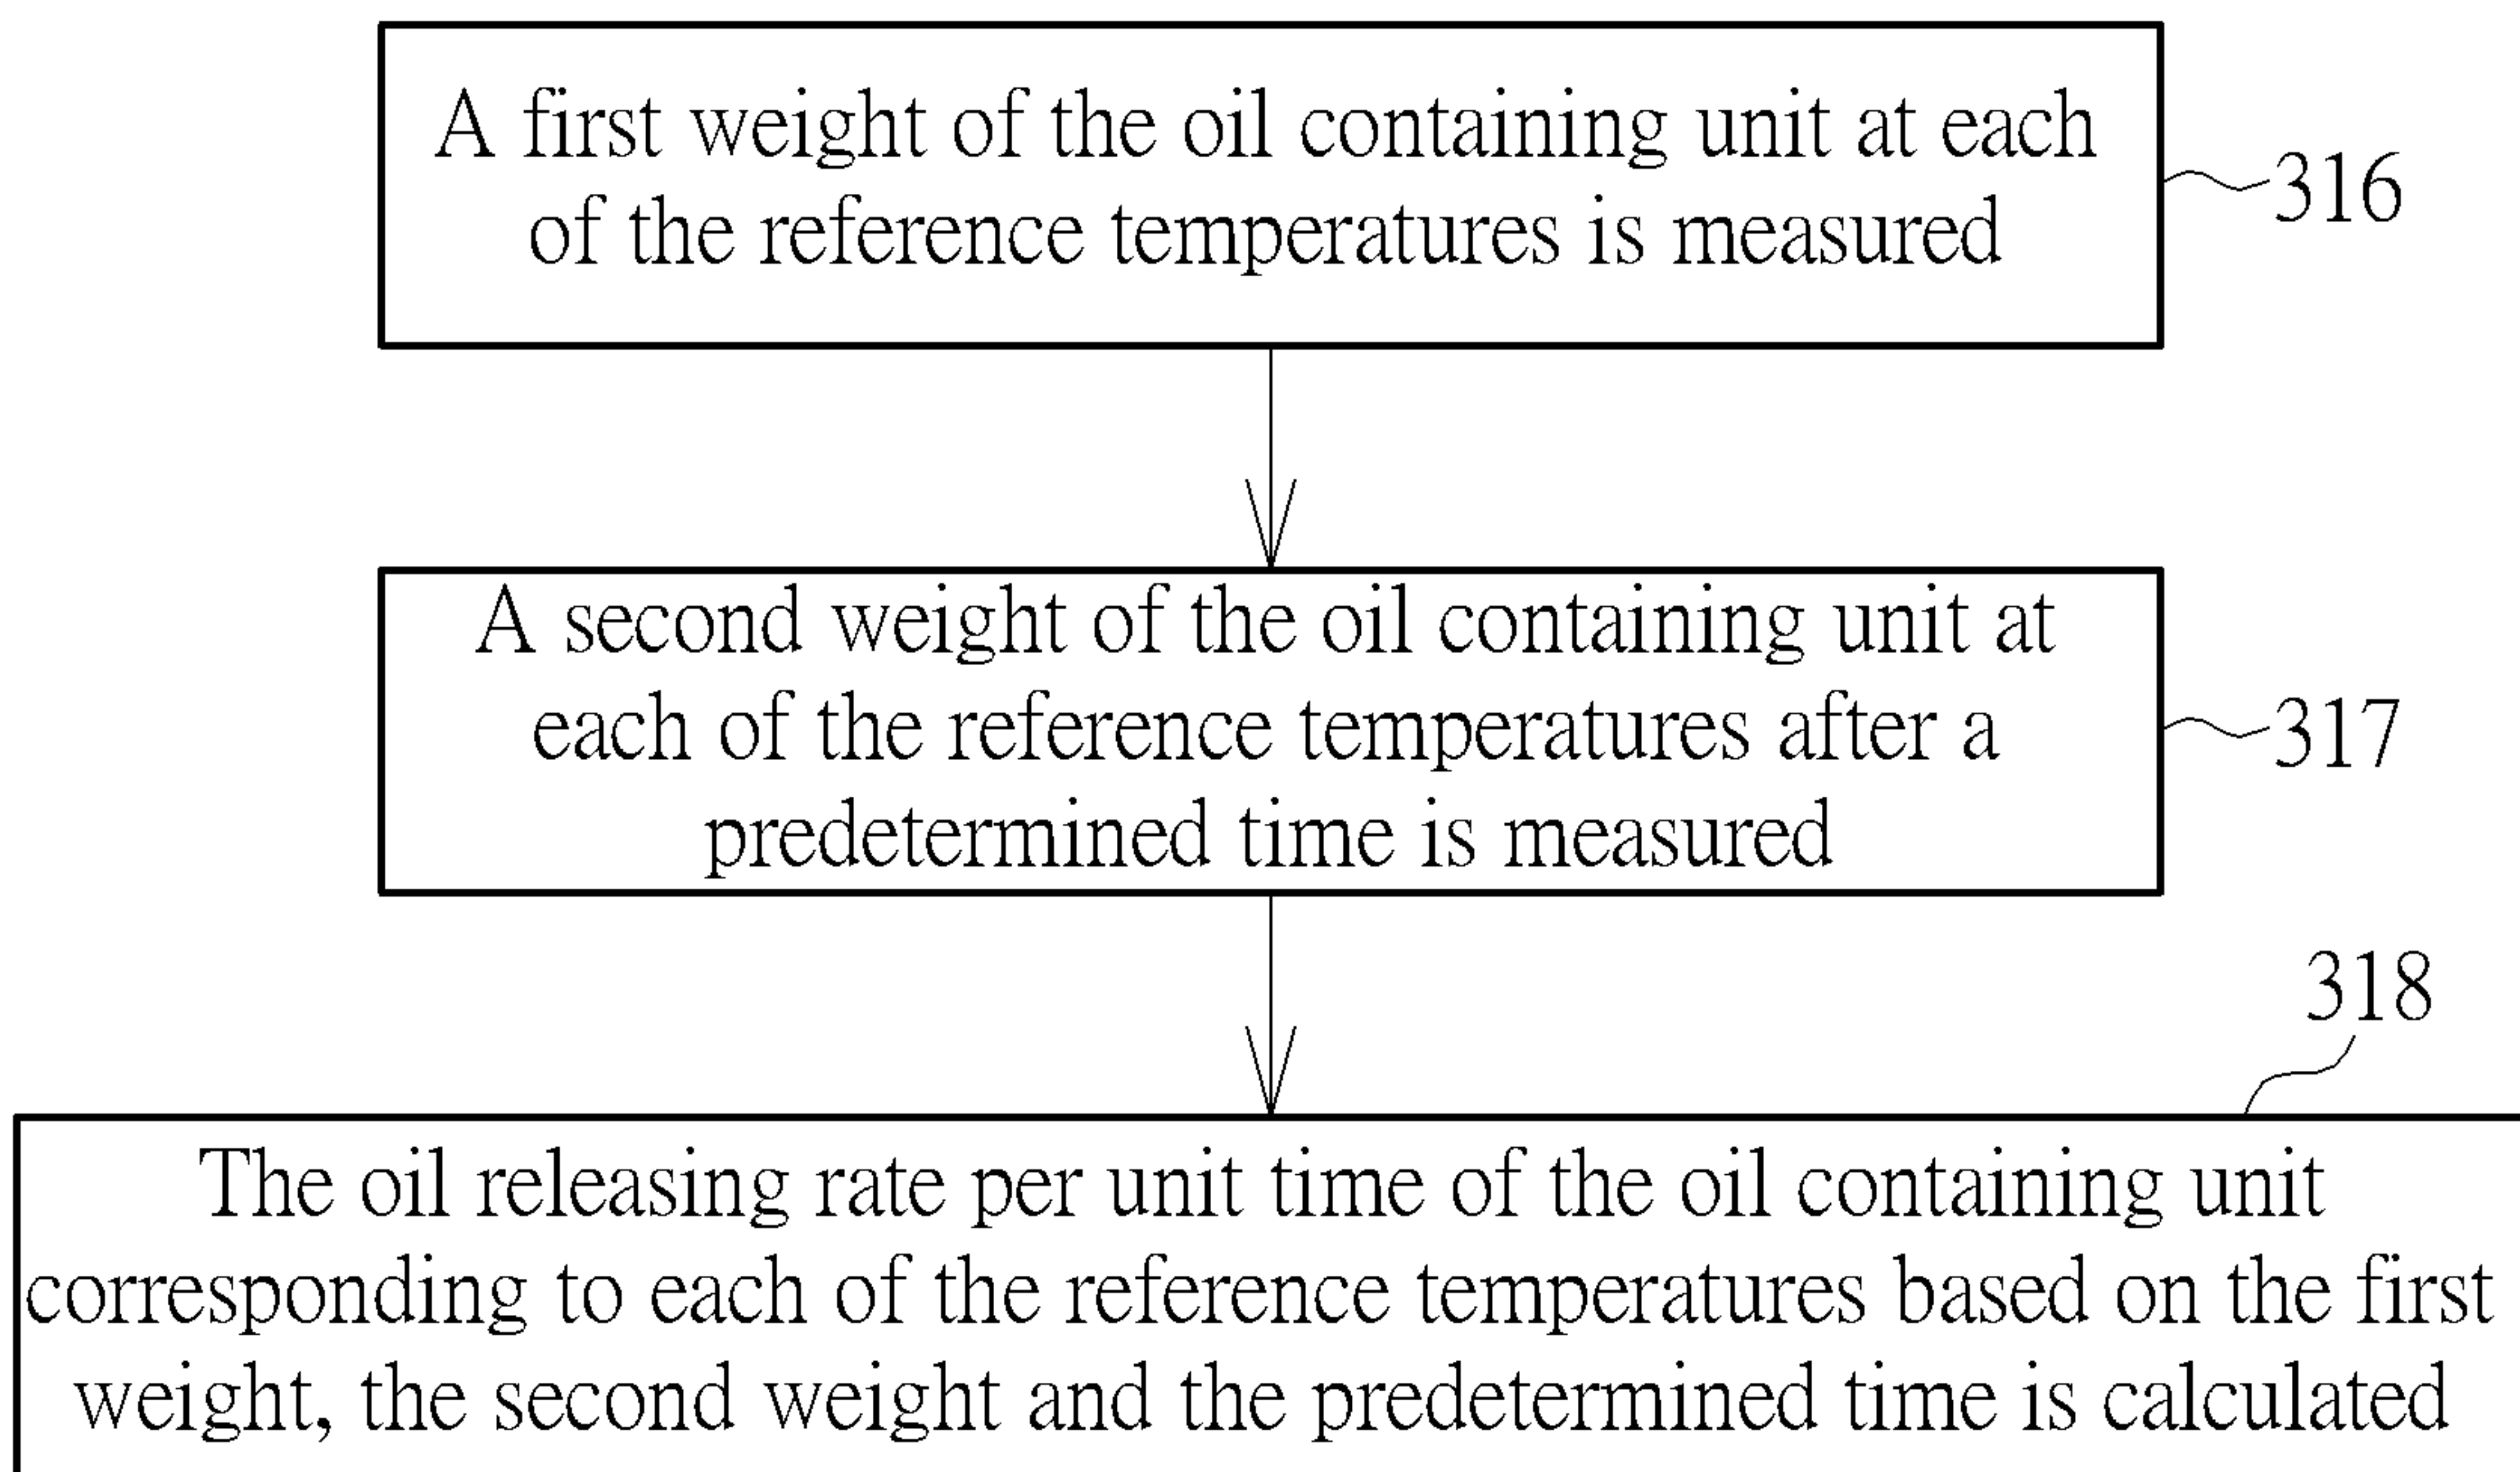 A first weight of the oil containing unit at each
of the reference temperatures is measured
316
A second weight of the oil containing unit at
each of the reference temperatures after a
predetermined time is measured
317
318
The oil releasing rate per unit time of the oil containing unit
corresponding to each of the reference temperatures based on the first
weight, the second weight and the predetermined time is calculated